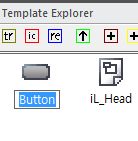 Template Explorer
tr ic re
Button iL_Head